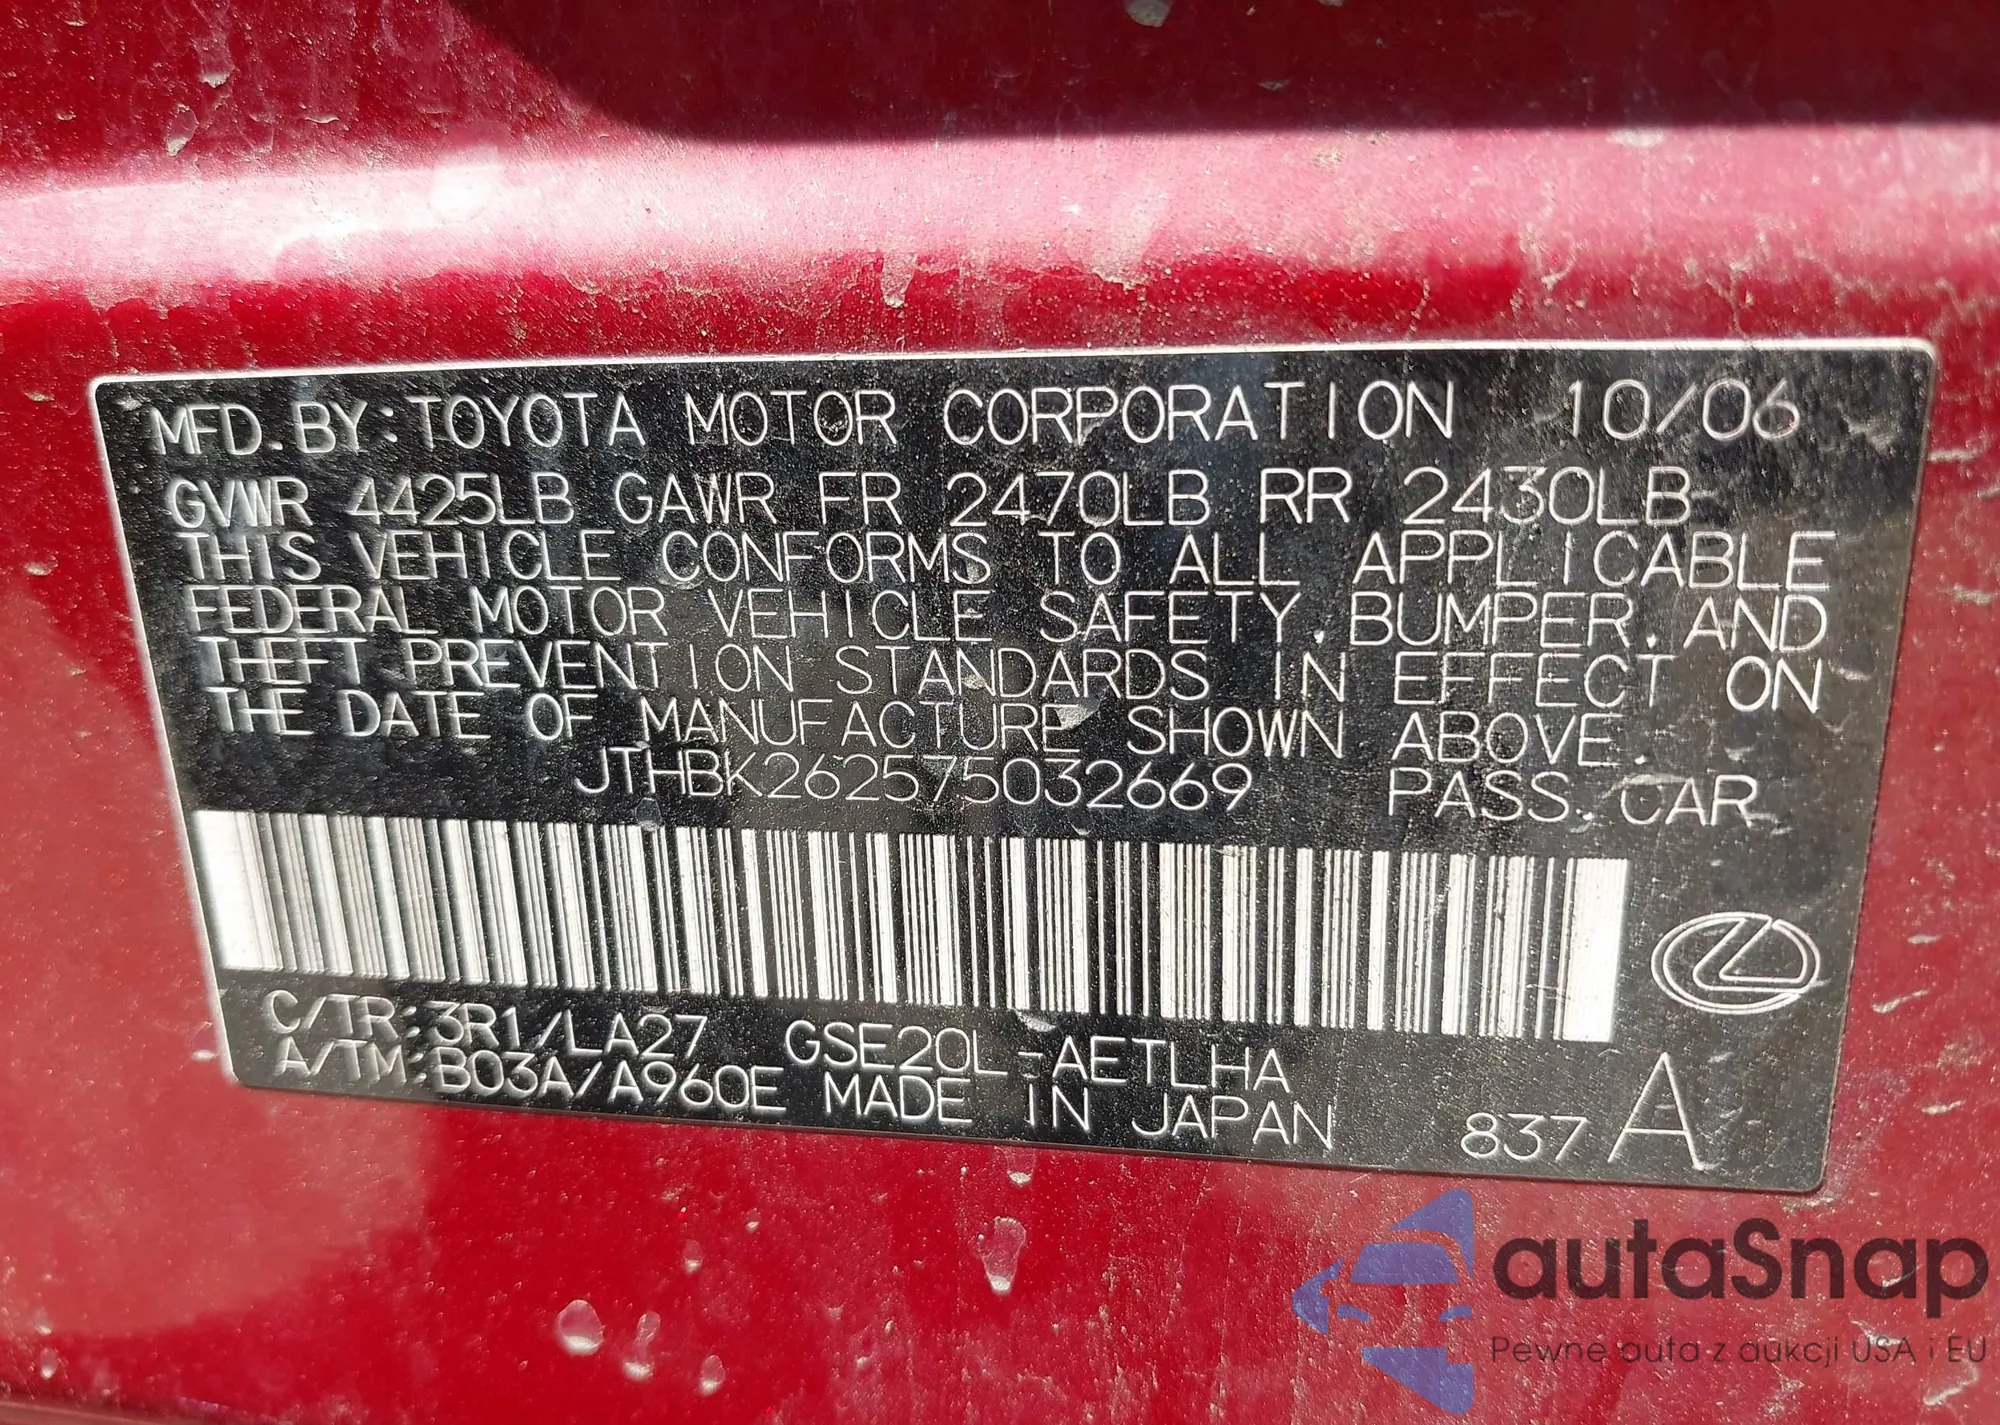 MFD. BY: TOYOTA MOTOR CORPORATION 10/06
GVWR 4425LB GAWR FR 2470LB RR 2430LB
THIS VEHICLE CONFORMS TO ALL APPLICABLE
FEDERAL MOTOR VEHICLE SAFETY, BUMPER, AND
THEFT PREVENTION STANDARDS IN EFFECT ON
THE DATE OF MANUFACTURE SHOWN ABOVE.
JTHBK262575032669 PASS. CAR
C/TR: 3R1/LA27 GSE20L-AETLHA
A/TM: B03A/A960E MADE IN JAPAN 837 A
autaSnap
Pewne auta z aukcji USA i EU